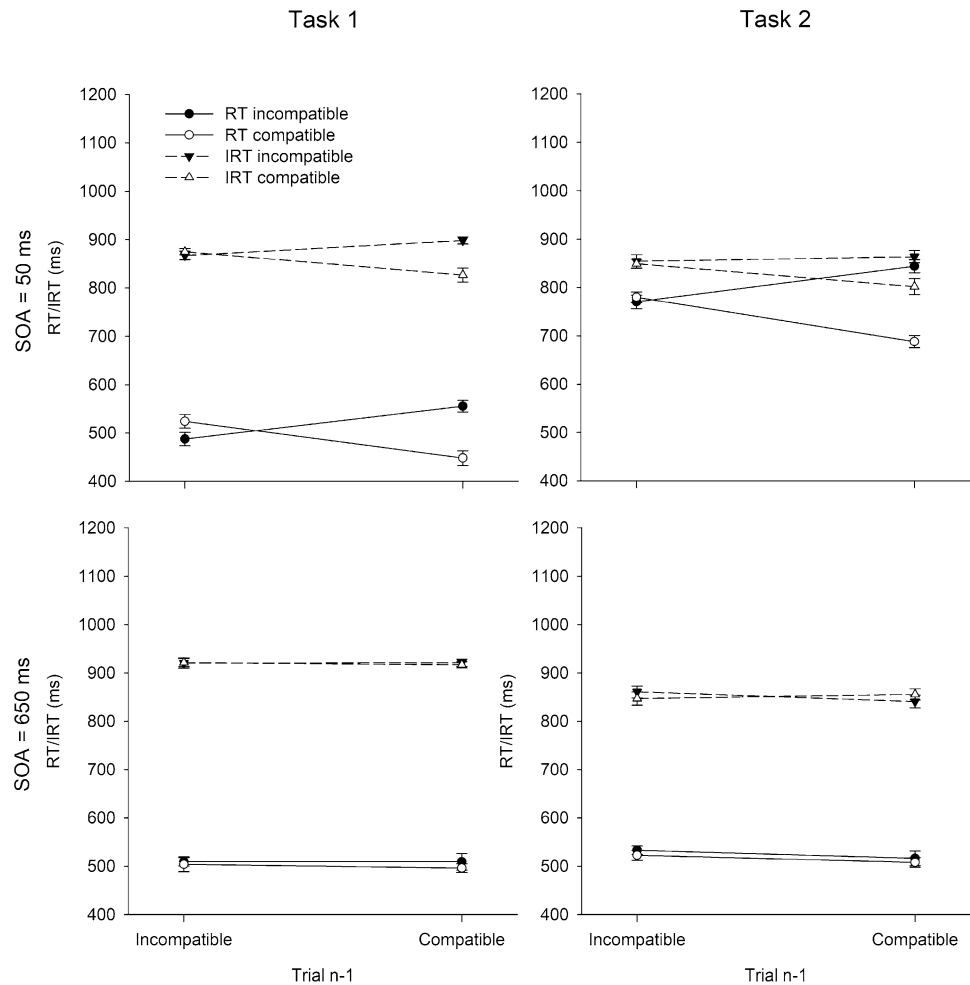 Task 1
Task 2
1200
1100
1000
900
800
700
600
500
400
RT incompatible
RT compatible
IRT incompatible
IRT compatible
SOA = 50 ms
RT/IRT (ms)
1200
1100
1000
900
800
700
600
500
400
1200
1100
1000
900
800
700
600
500
400
SOA = 650 ms
RT/IRT (ms)
Incompatible
Compatible
Trial n-1
1200
1100
1000
900
800
700
600
500
400
RT/IRT (ms)
Incompatible
Compatible
Trial n-1